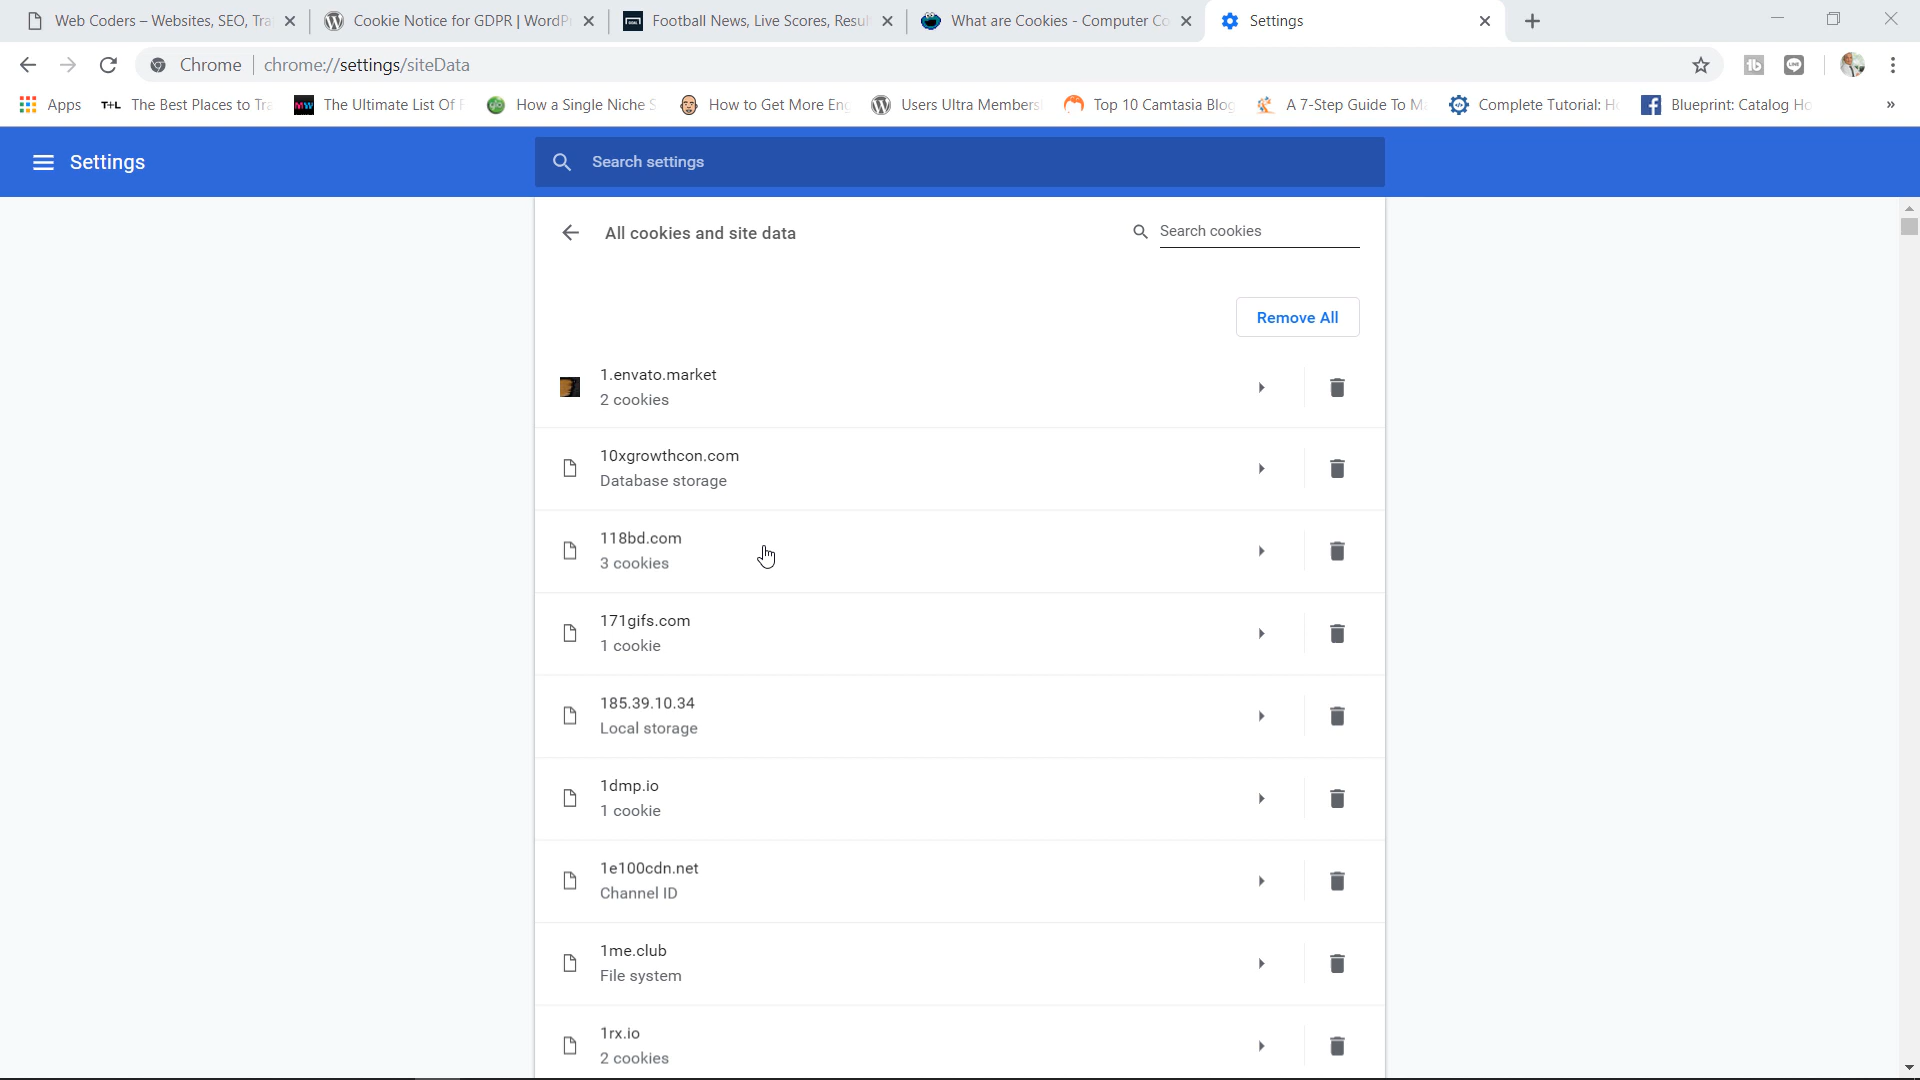 Web Coders – Websites, SEO, Tra
Cookie Notice for GDPR | WordP
Football News, Live Scores, Resul
What are Cookies - Computer Co
Settings
Chrome
chrome://settings/siteData
Apps
T+L The Best Places to Tra
MW The Ultimate List Of F
How a Single Niche S
How to Get More Eng
Users Ultra Members
Top 10 Camtasia Blog
A 7-Step Guide To M
Complete Tutorial: H
Blueprint: Catalog Ho
»
Settings
Search settings
All cookies and site data
Search cookies
Remove All
1.envato.market
2 cookies
10xgrowthcon.com
Database storage
118bd.com
3 cookies
171gifs.com
1 cookie
185.39.10.34
Local storage
1dmp.io
1 cookie
1e100cdn.net
Channel ID
1me.club
File system
1rx.io
2 cookies